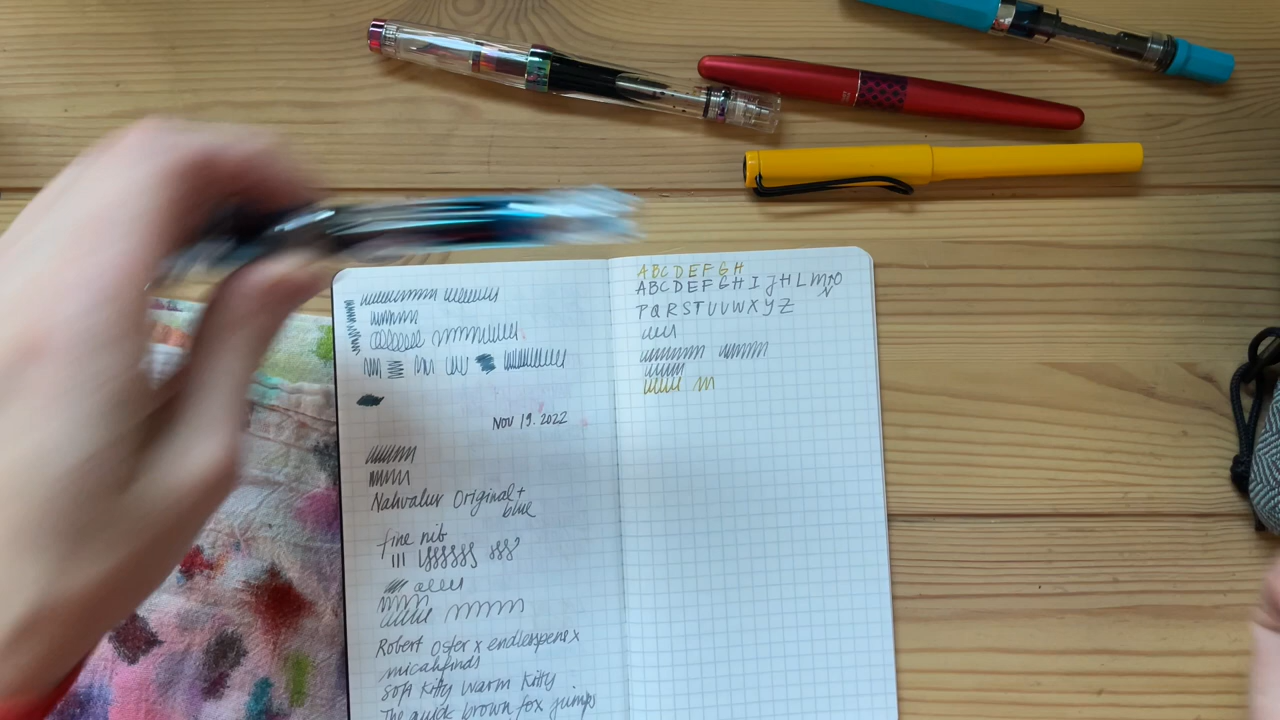 Nov 19. 2022
Nahvalur Original+
blue
fine nib
Robert Oster x endlesspens x
micahfinds
Soft Kitty Warm Kitty
The quick brown fox jumps
ABCDEFGH
ABCDEFGHIJHLMNO
PQRSTUVWXYZ